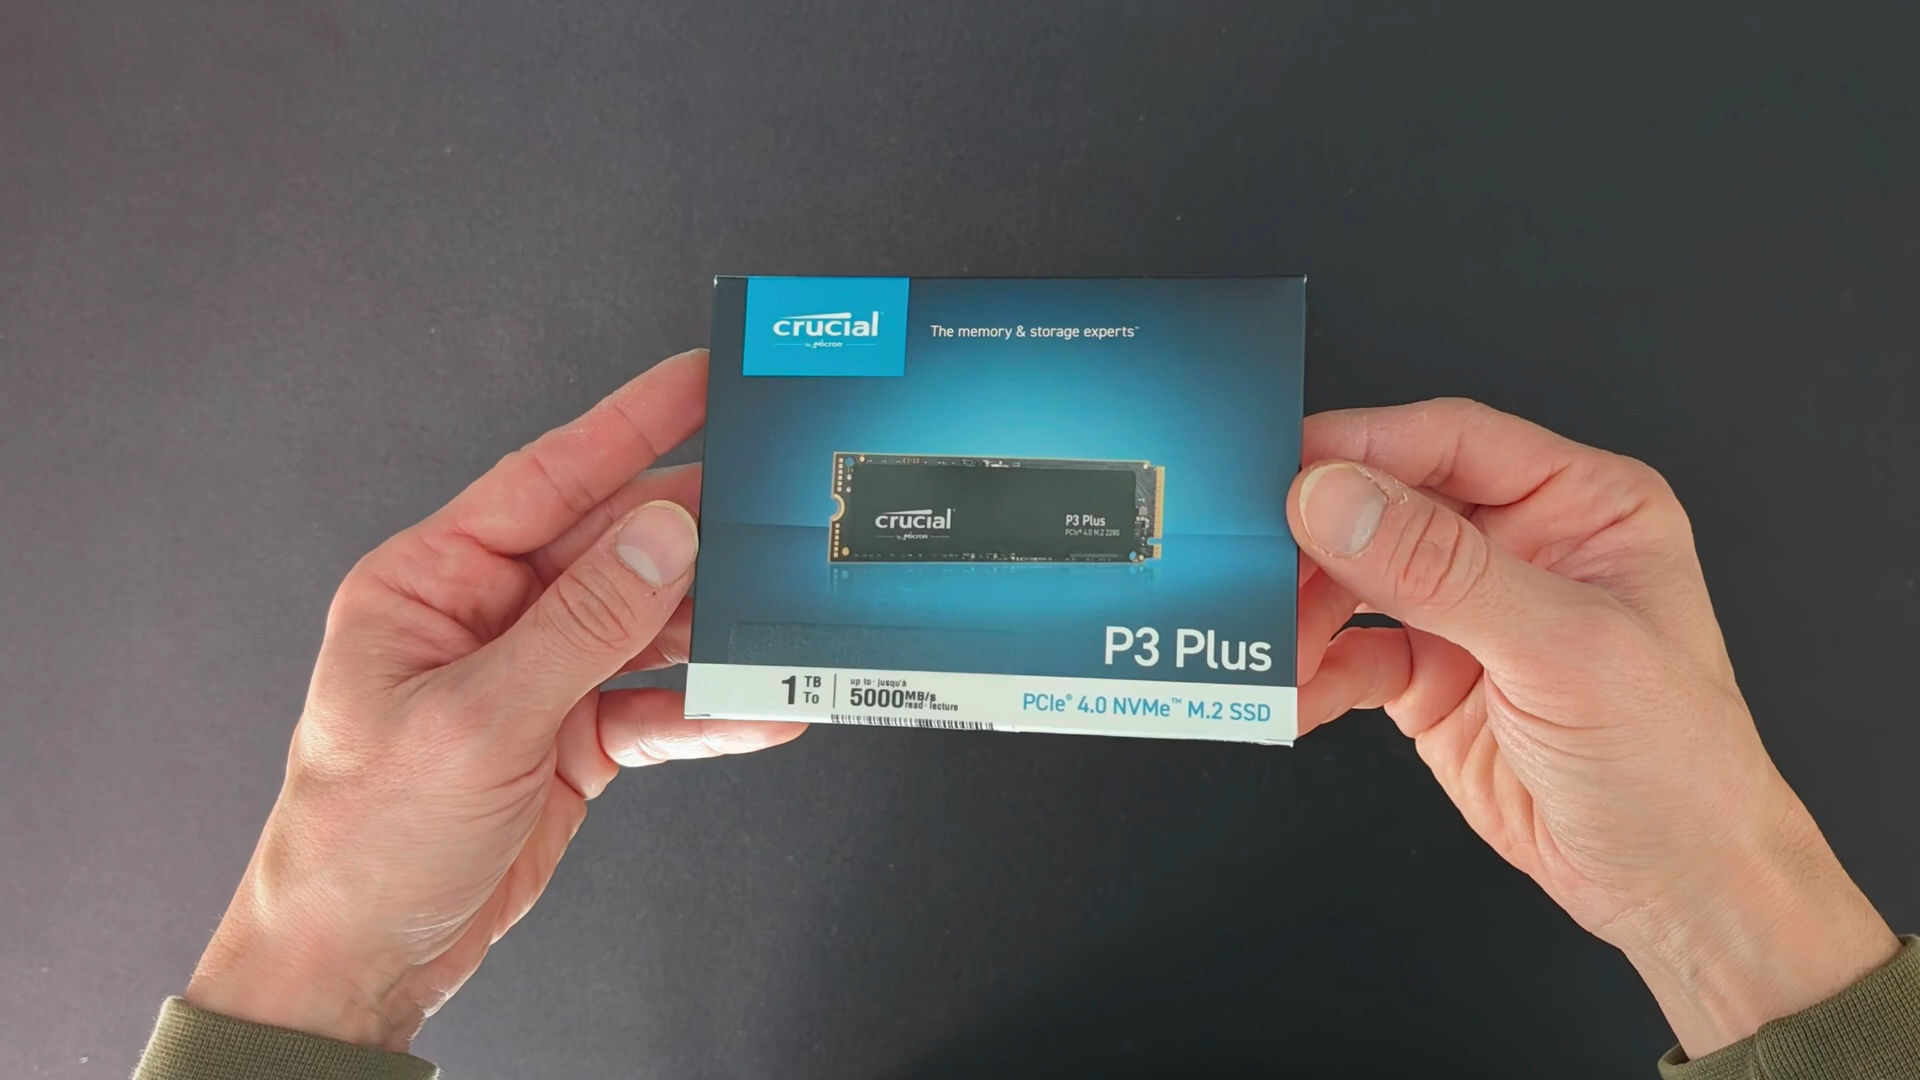 crucial
by Micron
The memory & storage experts™
crucial
by Micron
P3 Plus
PCIe® 4.0 M.2 2280
P3 Plus
1 TB To
up to · jusqu'à
5000 MB/s
read · lecture
PCIe® 4.0 NVMe™ M.2 SSD